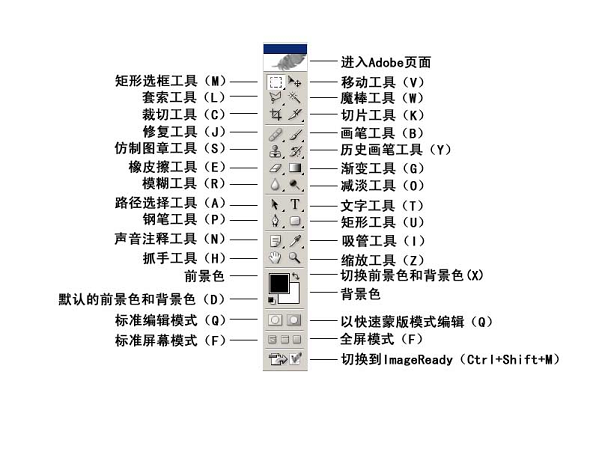 进入Adobe页面
矩形选框工具（M）
移动工具（V）
套索工具（L）
魔棒工具（W）
裁切工具（C）
切片工具（K）
修复工具（J）
画笔工具（B）
仿制图章工具（S）
历史画笔工具（Y）
橡皮擦工具（E）
渐变工具（G）
模糊工具（R）
减淡工具（O）
路径选择工具（A）
文字工具（T）
钢笔工具（P）
矩形工具（U）
声音注释工具（N）
吸管工具（I）
抓手工具（H）
缩放工具（Z）
前景色
切换前景色和背景色(X)
默认的前景色和背景色（D）
背景色
标准编辑模式（Q）
以快速蒙版模式编辑（Q）
标准屏幕模式（F）
全屏模式（F）
切换到ImageReady（Ctrl+Shift+M）